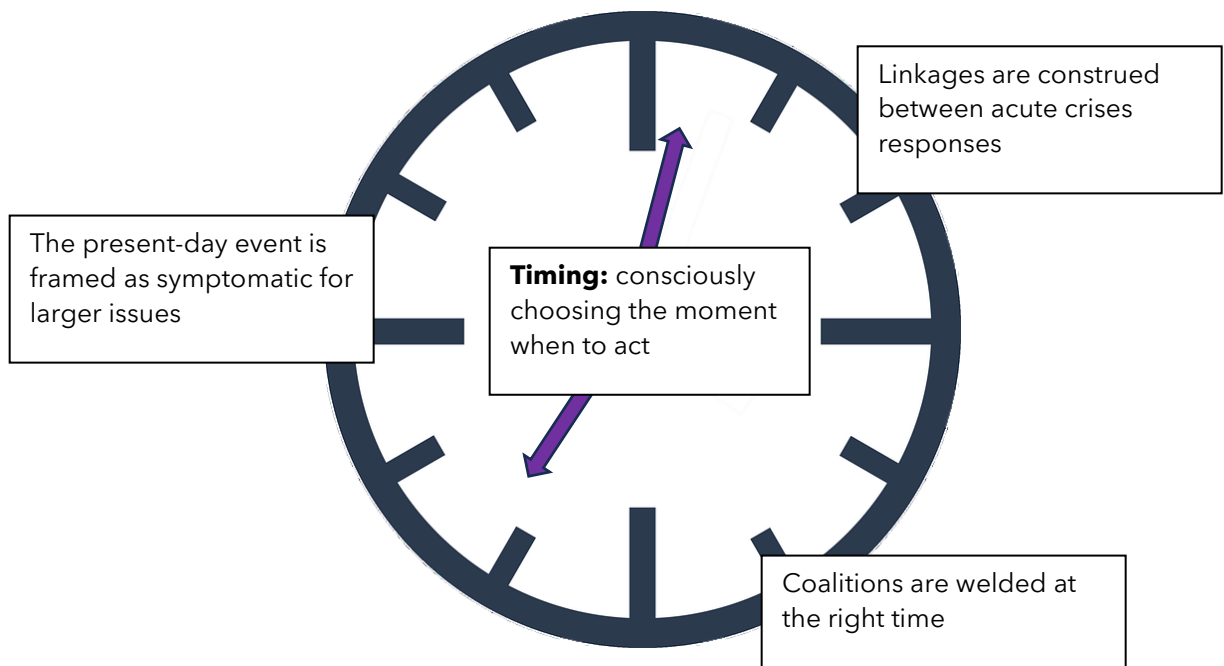 Linkages are construed
between acute crises
responses
The present-day event is
framed as symptomatic for
larger issues
Timing: consciously
choosing the moment
when to act
Coalitions are welded at
the right time